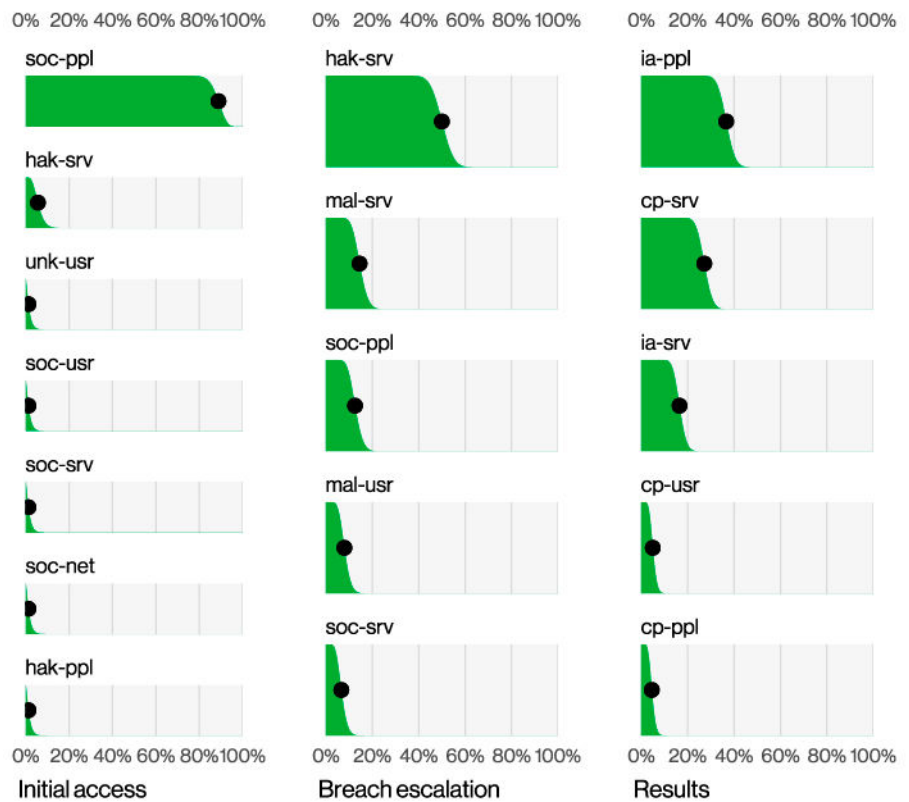 0% 20% 40% 60% 80% 100% 0% 20% 40% 60% 80% 100% 0% 20% 40% 60% 80% 100%
soc-ppl
hak-srv
unk-usr
soc-usr
soc-srv
soc-net
hak-ppl
0% 20% 40% 60% 80% 100%
Initial access
hak-srv
mal-srv
soc-ppl
mal-usr
soc-srv
0% 20% 40% 60% 80% 100%
Breach escalation
ia-ppl
cp-srv
ia-srv
cp-usr
cp-ppl
0% 20% 40% 60% 80% 100%
Results